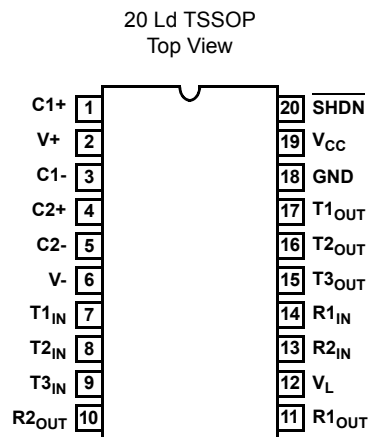 20 Ld TSSOP
Top View
C1+ 1
V+ 2
C1- 3
C2+ 4
C2- 5
V- 6
T1IN 7
T2IN 8
T3IN 9
R2OUT 10
20 SHDN
19 VCC
18 GND
17 T1OUT
16 T2OUT
15 T3OUT
14 R1IN
13 R2IN
12 VL
11 R1OUT